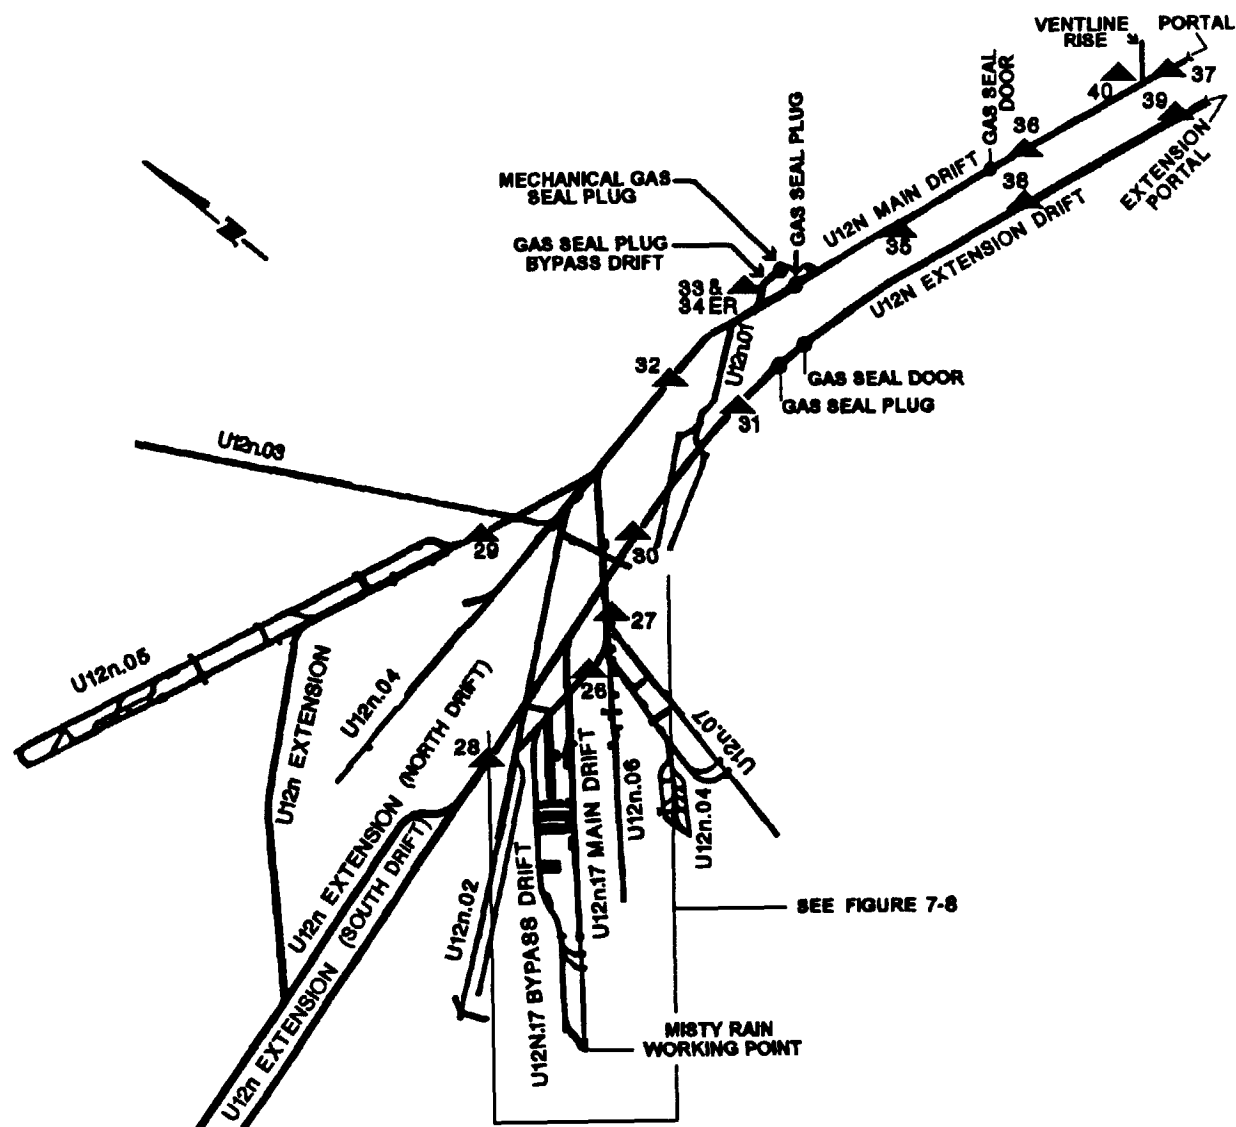 VENTLINE
RISE
PORTAL
37
40
39
GAS SEAL
DOOR
36
EXTENSION
PORTAL
GAS SEAL PLUG
MECHANICAL GAS
SEAL PLUG
U12N MAIN DRIFT
38
GAS SEAL PLUG
BYPASS DRIFT
35
U12N EXTENSION DRIFT
33 &
34 ER
N
U12n.01
32
GAS SEAL DOOR
GAS SEAL PLUG
31
U12n.03
29
30
27
U12n.05
U12n EXTENSION
U12n.04
26
U12n.07
28
U12n EXTENSION (NORTH DRIFT)
U12n EXTENSION (SOUTH DRIFT)
U12n.02
U12N.17 BYPASS DRIFT
U12n.17 MAIN DRIFT
U12n.06
U12n.04
SEE FIGURE 7-8
MISTY RAIN
WORKING POINT